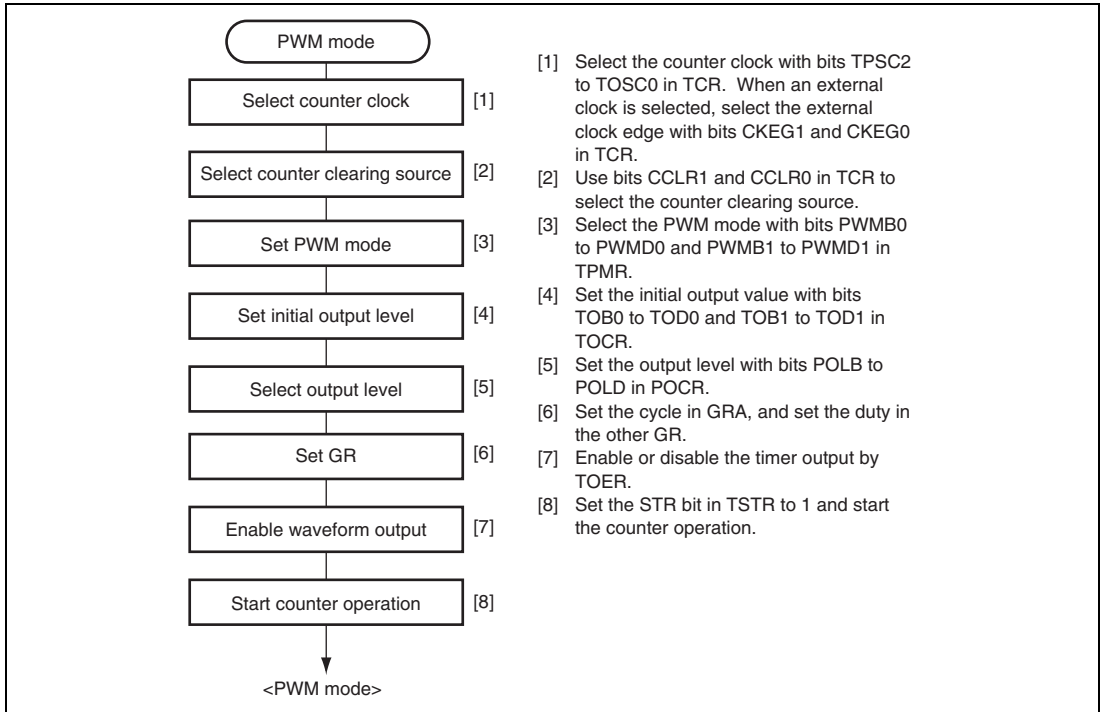 PWM mode
Select counter clock [1]
Select counter clearing source [2]
Set PWM mode [3]
Set initial output level [4]
Select output level [5]
Set GR [6]
Enable waveform output [7]
Start counter operation [8]
<PWM mode>
[1] Select the counter clock with bits TPSC2
to TOSC0 in TCR. When an external
clock is selected, select the external
clock edge with bits CKEG1 and CKEG0
in TCR.
[2] Use bits CCLR1 and CCLR0 in TCR to
select the counter clearing source.
[3] Select the PWM mode with bits PWMB0
to PWMD0 and PWMB1 to PWMD1 in
TPMR.
[4] Set the initial output value with bits
TOB0 to TOD0 and TOB1 to TOD1 in
TOCR.
[5] Set the output level with bits POLB to
POLD in POCR.
[6] Set the cycle in GRA, and set the duty in
the other GR.
[7] Enable or disable the timer output by
TOER.
[8] Set the STR bit in TSTR to 1 and start
the counter operation.